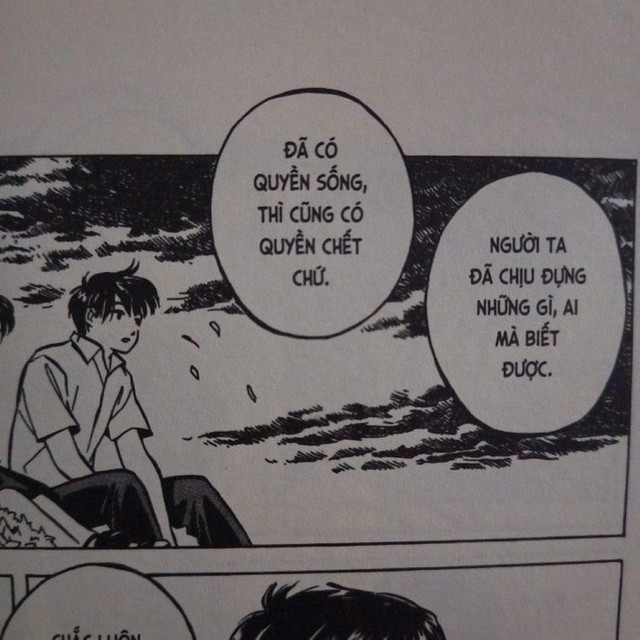 NGƯỜI TA
ĐÃ CHỊU ĐỰNG
NHỮNG GÌ, AI
MÀ BIẾT
ĐƯỢC.
ĐÃ CÓ
QUYỀN SỐNG,
THÌ CŨNG CÓ
QUYỀN CHẾT
CHỨ.